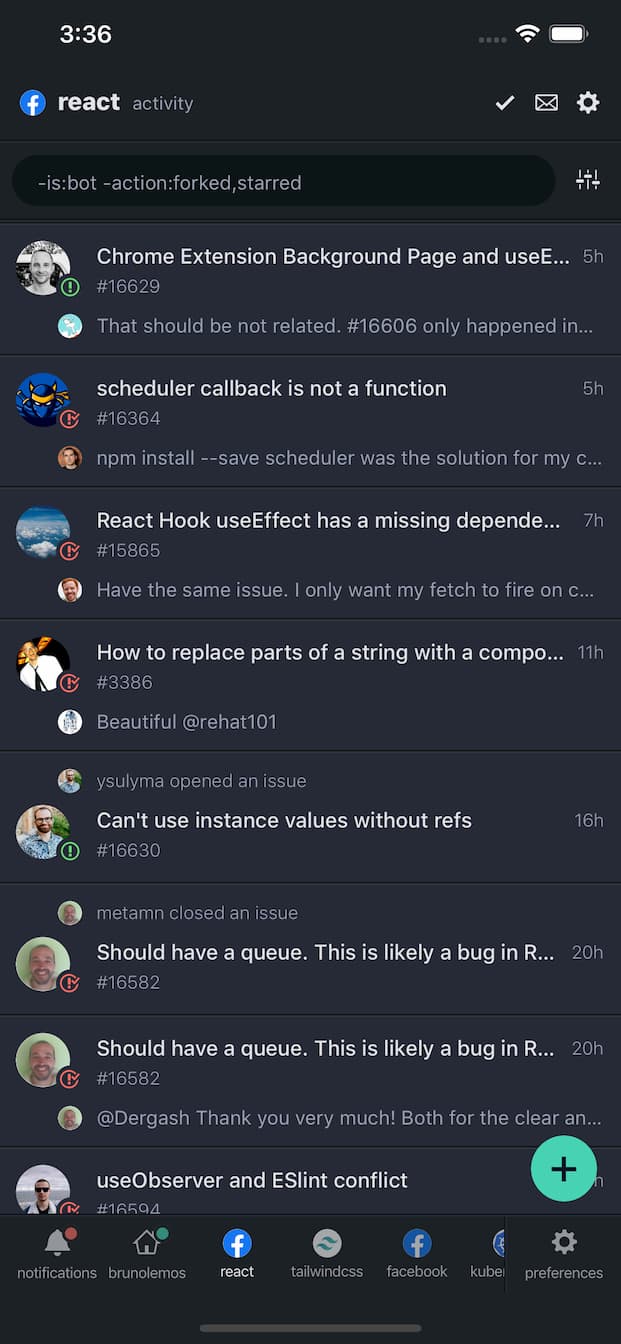 3:36
react activity
-is:bot -action:forked,starred
Chrome Extension Background Page and useE... 5h
#16629
That should be not related. #16606 only happened in...
scheduler callback is not a function 5h
#16364
npm install --save scheduler was the solution for my c...
React Hook useEffect has a missing depende... 7h
#15865
Have the same issue. I only want my fetch to fire on c...
How to replace parts of a string with a compo... 11h
#3386
Beautiful @rehat101
ysulyma opened an issue
Can't use instance values without refs 16h
#16630
metamn closed an issue
Should have a queue. This is likely a bug in R... 20h
#16582
Should have a queue. This is likely a bug in R... 20h
#16582
@Dergash Thank you very much! Both for the clear an...
useObserver and ESlint conflict
#16594
notifications brunolemos react tailwindcss facebook kuber preferences